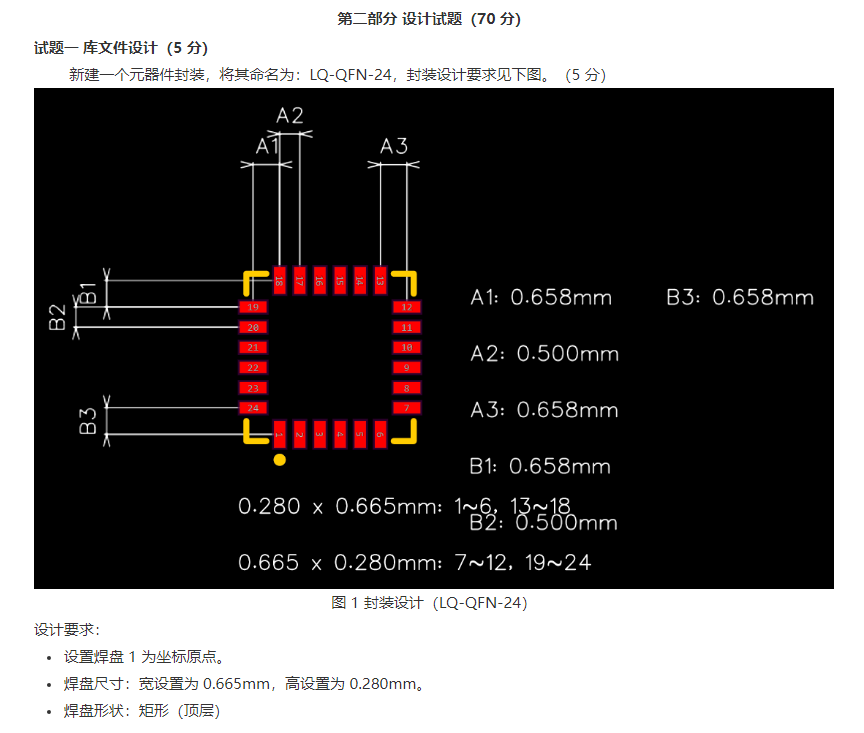 第二部分 设计试题（70 分）
试题一 库文件设计（5 分）
新建一个元器件封装，将其命名为：LQ-QFN-24，封装设计要求见下图。（5 分）
A2
A1
A3
B1
B2
B3
18 17 16 15 14 13
19 12
20 11
21 10
22 9
23 8
24 7
1 2 3 4 5 6
A1: 0.658mm B3: 0.658mm
A2: 0.500mm
A3: 0.658mm
B1: 0.658mm
0.280 x 0.665mm: 1~6, 13~18
B2: 0.500mm
0.665 x 0.280mm: 7~12, 19~24
图 1 封装设计（LQ-QFN-24）
设计要求：
• 设置焊盘 1 为坐标原点。
• 焊盘尺寸：宽设置为 0.665mm，高设置为 0.280mm。
• 焊盘形状：矩形（顶层）